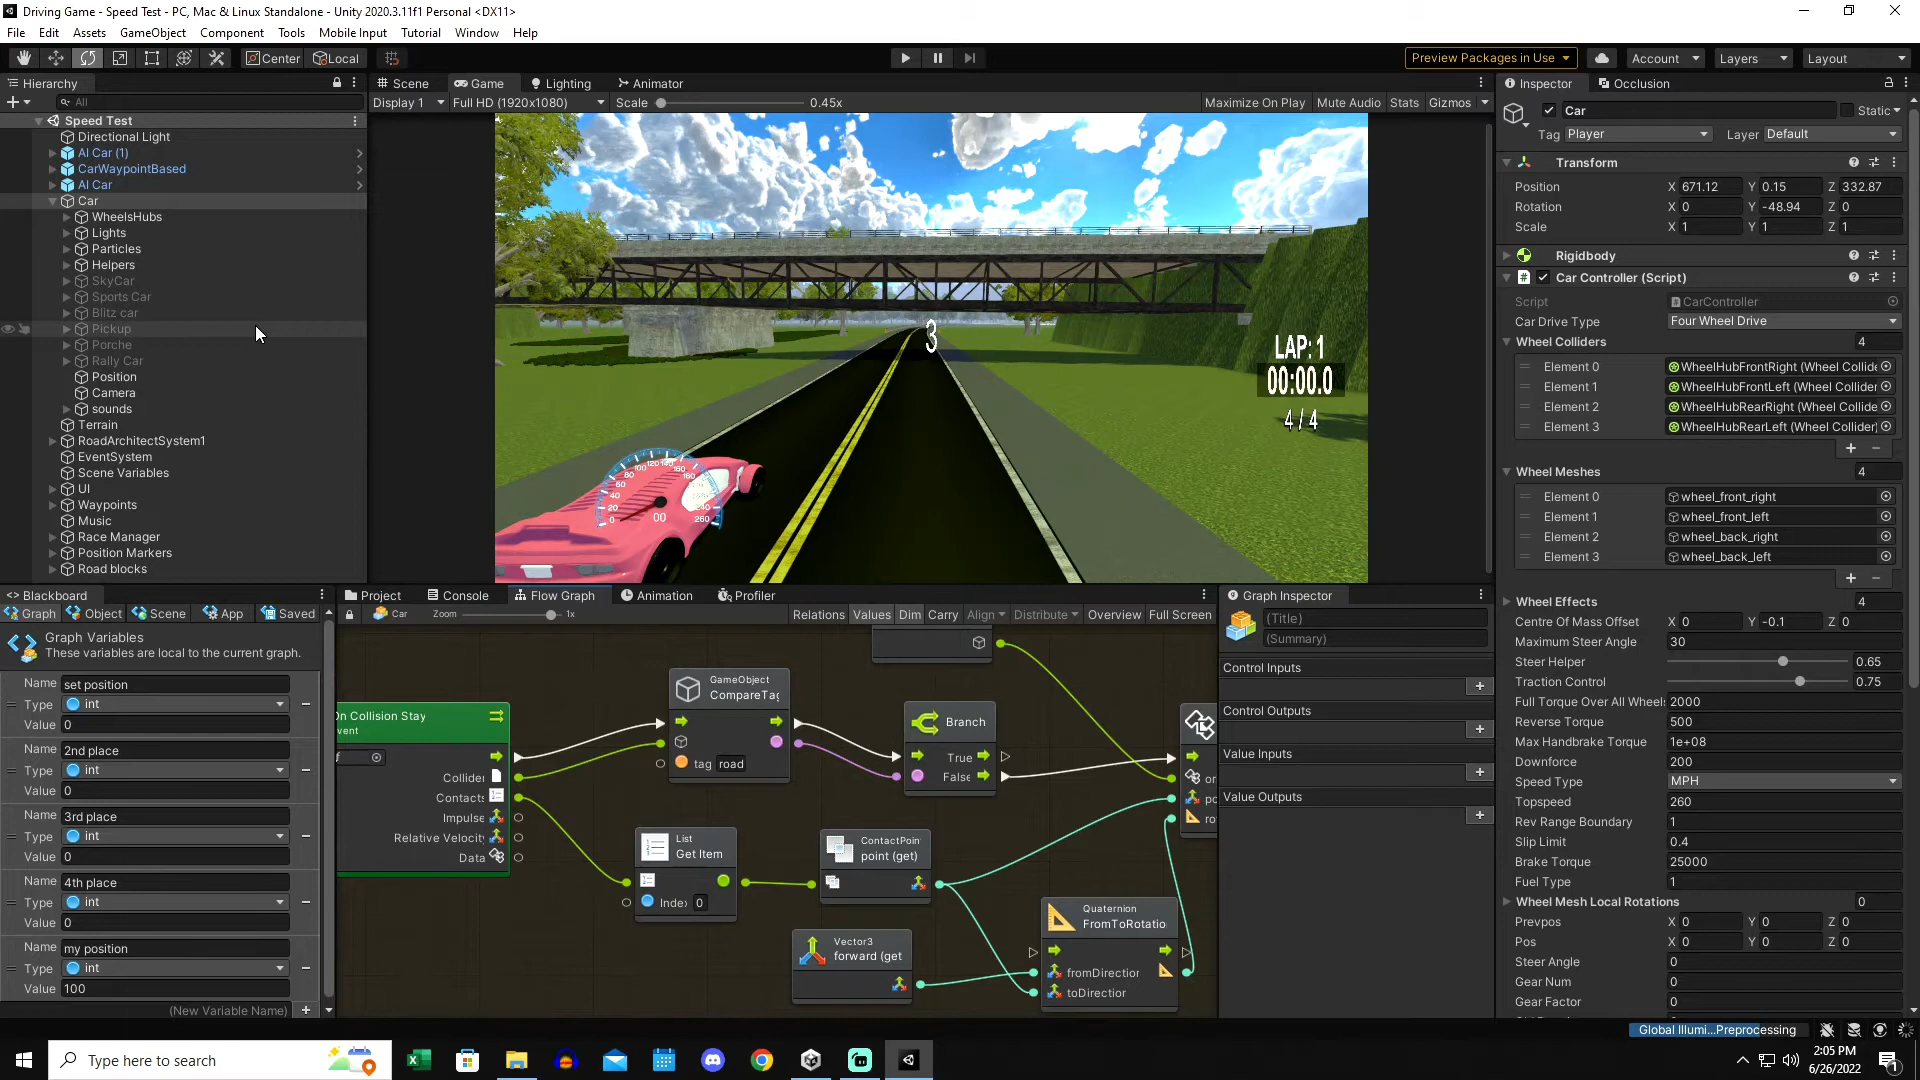 Driving Game - Speed Test - PC, Mac & Linux Standalone - Unity 2020.3.11f1 Personal <DX11>
File Edit Assets GameObject Component Tools Mobile Input Tutorial Window Help
Center Local Preview Packages in Use Account Layers Layout
Hierarchy
All
Speed Test
Directional Light
AI Car (1)
CarWaypointBased
AI Car
Car
WheelsHubs
Lights
Particles
Helpers
SkyCar
Sports Car
Blitz car
Pickup
Porche
Rally Car
Position
Camera
sounds
Terrain
RoadArchitectSystem1
EventSystem
Scene Variables
UI
Waypoints
Music
Race Manager
Position Markers
Road blocks
Scene Game Lighting Animator
Display 1 Full HD (1920x1080) Scale 0.45x Maximize On Play Mute Audio Stats Gizmos
3
LAP: 1
00:00.0
4 / 4
0 20 40 60 80 100 120 140 160 260
00
Inspector Occlusion
Car Static
Tag Player Layer Default
Transform
Position X 671.12 Y 0.15 Z 332.87
Rotation X 0 Y -48.94 Z 0
Scale X 1 Y 1 Z 1
Rigidbody
Car Controller (Script)
Script CarController
Car Drive Type Four Wheel Drive
Wheel Colliders 4
Element 0 WheelHubFrontRight (Wheel Collide
Element 1 WheelHubFrontLeft (Wheel Collider
Element 2 WheelHubRearRight (Wheel Collide
Element 3 WheelHubRearLeft (Wheel Collider)
Wheel Meshes 4
Element 0 wheel_front_right
Element 1 wheel_front_left
Element 2 wheel_back_right
Element 3 wheel_back_left
Wheel Effects 4
Centre Of Mass Offset X 0 Y -0.1 Z 0
Maximum Steer Angle 30
Steer Helper 0.65
Traction Control 0.75
Full Torque Over All Wheels 2000
Reverse Torque 500
Max Handbrake Torque 1e+08
Downforce 200
Speed Type MPH
Topspeed 260
Rev Range Boundary 1
Slip Limit 0.4
Brake Torque 25000
Fuel Type 1
Wheel Mesh Local Rotations 0
Prevpos X 0 Y 0 Z 0
Pos X 0 Y 0 Z 0
Steer Angle 0
Gear Num 0
Gear Factor 0
<> Blackboard
Graph Object Scene App Saved
Graph Variables
These variables are local to the current graph.
Name set position
Type int
Value 0
Name 2nd place
Type int
Value 0
Name 3rd place
Type int
Value 0
Name 4th place
Type int
Value 0
Name my position
Type int
Value 100
(New Variable Name)
Project Console Flow Graph Animation Profiler
Car Zoom 1x Relations Values Dim Carry Align Distribute Overview Full Screen
On Collision Stay
vent
Collider
Contacts
Impulse
Relative Velocity
Data
GameObject
CompareTag
tag road
Branch
True
False
List
Get Item
Index 0
ContactPoin
point (get)
Vector3
forward (get
Quaternion
FromToRotatio
fromDirection
toDirection
or
po
ro
Graph Inspector
(Title)
(Summary)
Control Inputs
Control Outputs
Value Inputs
Value Outputs
Global Illumi...Preprocessing
Type here to search
2:05 PM
6/26/2022
1